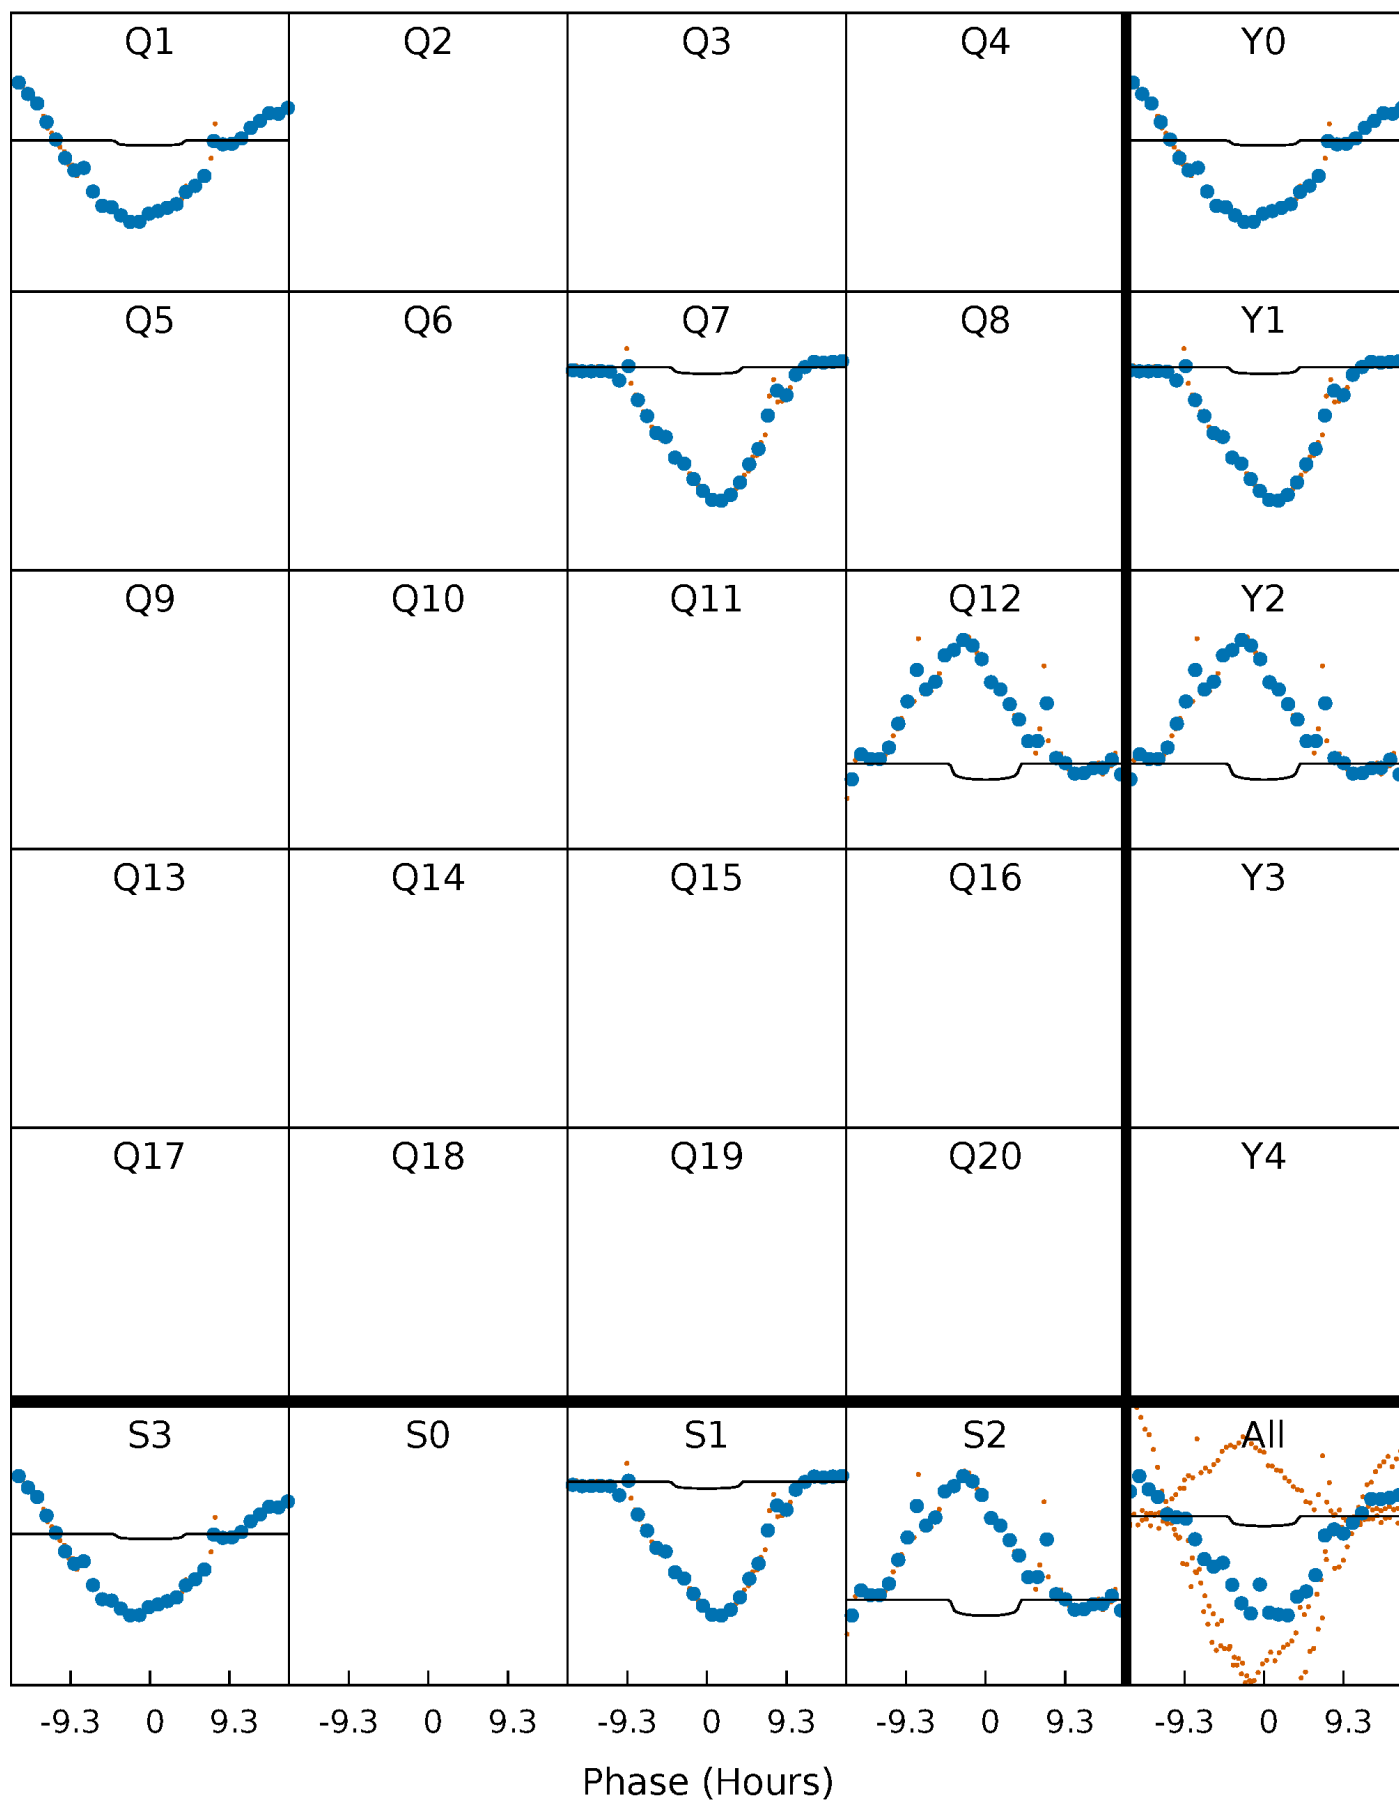 Q1 Q2 Q3 Q4 Y0
Q5 Q6 Q7 Q8 Y1
Q9 Q10 Q11 Q12 Y2
Q13 Q14 Q15 Q16 Y3
Q17 Q18 Q19 Q20 Y4
S3 S0 S1 S2 All
-9.3 0 9.3 -9.3 0 9.3 -9.3 0 9.3 -9.3 0 9.3 -9.3 0 9.3
Phase (Hours)